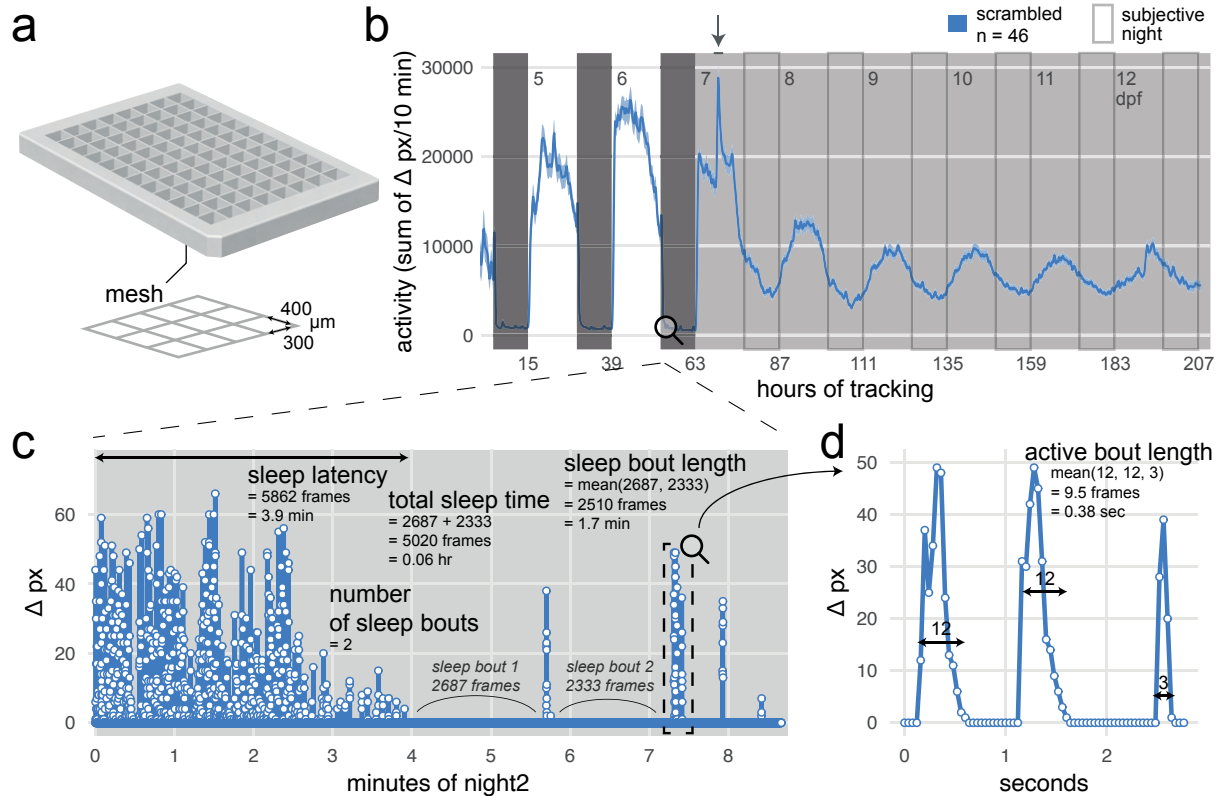 a
mesh
400
µm
300
b
scrambled
n = 46
subjective
night
activity (sum of Δ px/10 min)
30000
20000
10000
0
5
6
7
8
9
10
11
12
dpf
15
39
63
87
111
135
159
183
207
hours of tracking
c
Δ px
60
40
20
0
sleep latency
= 5862 frames
= 3.9 min
total sleep time
= 2687 + 2333
= 5020 frames
= 0.06 hr
number
of sleep bouts
= 2
sleep bout length
= mean(2687, 2333)
= 2510 frames
= 1.7 min
sleep bout 1
2687 frames
sleep bout 2
2333 frames
0
1
2
3
4
5
6
7
8
minutes of night2
d
active bout length
mean(12, 12, 3)
= 9.5 frames
= 0.38 sec
Δ px
50
40
30
20
10
0
12
12
3
0
1
2
seconds